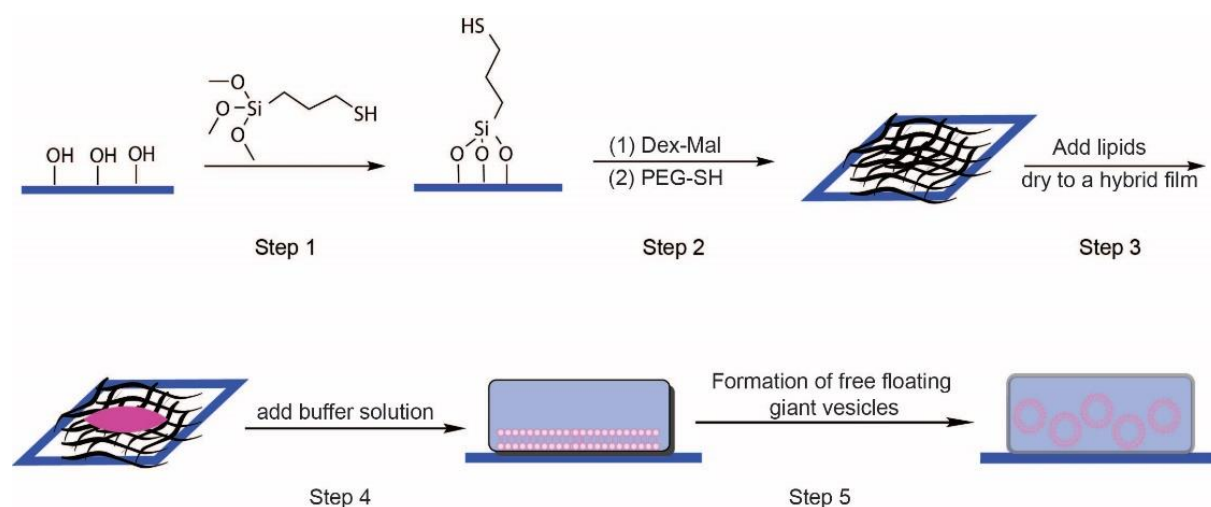 HS
O
O
Si
O
SH
Si
OH OH OH
O O O
(1) Dex-Mal
(2) PEG-SH
Add lipids
dry to a hybrid film
Step 1
Step 2
Step 3
add buffer solution
Formation of free floating
giant vesicles
Step 4
Step 5